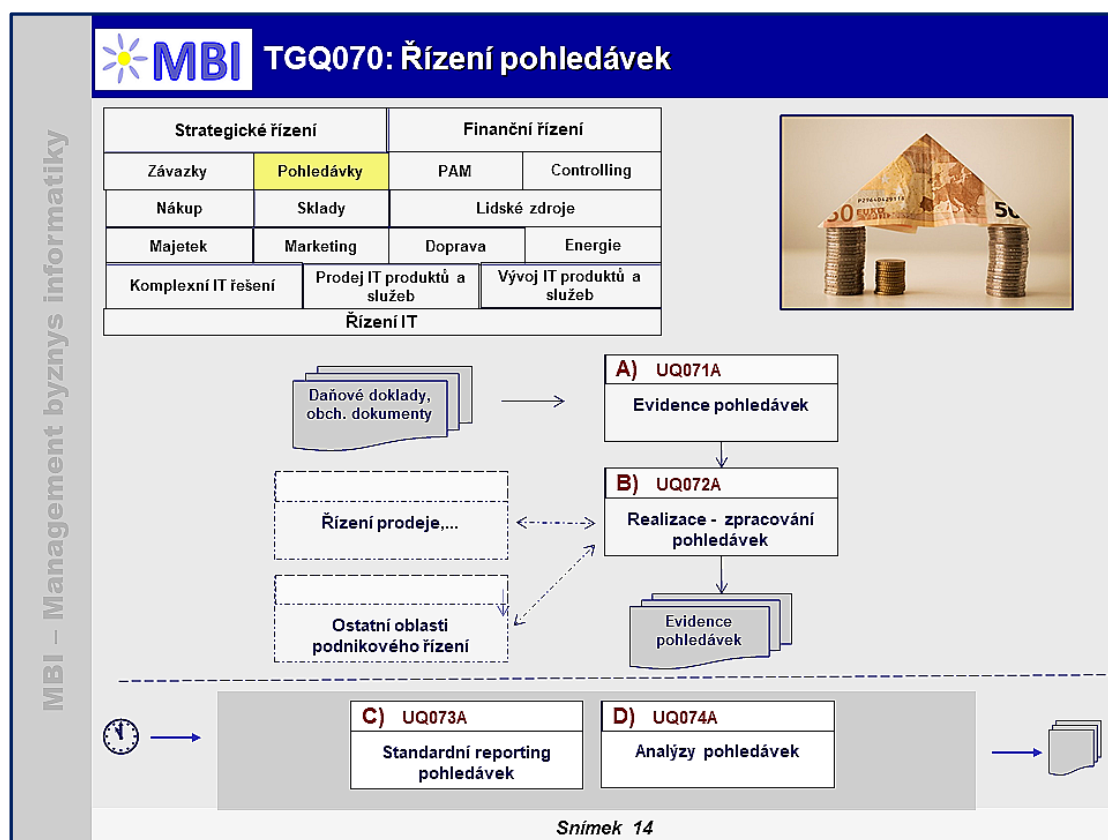 MBI
TGQ070: Řízení pohledávek
MBI – Management byznys informatiky
Strategické řízení
Finanční řízení
Závazky
Pohledávky
PAM
Controlling
Nákup
Sklady
Lidské zdroje
Majetek
Marketing
Doprava
Energie
Komplexní IT řešení
Prodej IT produktů a
služeb
Vývoj IT produktů a
služeb
Řízení IT
50 EURO
50
Daňové doklady,
obch. dokumenty
A) UQ071A
Evidence pohledávek
B) UQ072A
Realizace - zpracování
pohledávek
Řízení prodeje,...
Ostatní oblasti
podnikového řízení
Evidence
pohledávek
C) UQ073A
Standardní reporting
pohledávek
D) UQ074A
Analýzy pohledávek
Snímek 14